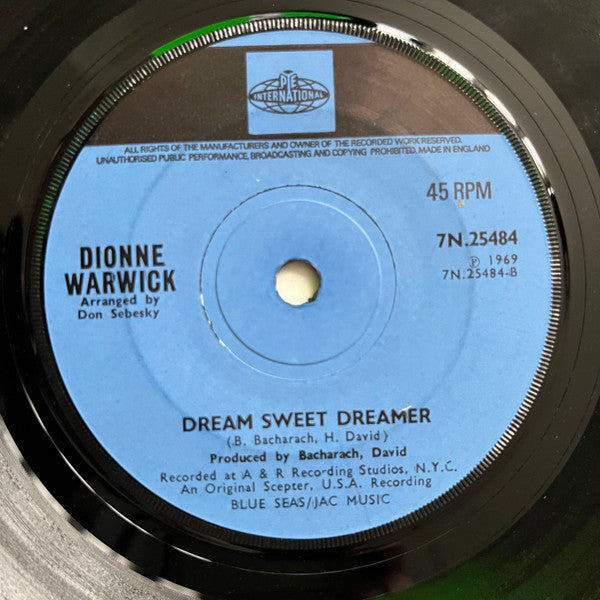 PYE
INTERNATIONAL
ALL RIGHTS OF THE MANUFACTURERS AND OWNER OF THE RECORDED WORK RESERVED.
UNAUTHORISED PUBLIC PERFORMANCE, BROADCASTING AND COPYING PROHIBITED. MADE IN ENGLAND
45 RPM
7N.25484
Ⓟ 1969
7N.25484-B
DIONNE
WARWICK
Arranged by
Don Sebesky
DREAM SWEET DREAMER
(B. Bacharach, H. David)
Produced by Bacharach, David
Recorded at A & R Recording Studios, N.Y.C.
An Original Scepter, U.S.A. Recording
BLUE SEAS/JAC MUSIC